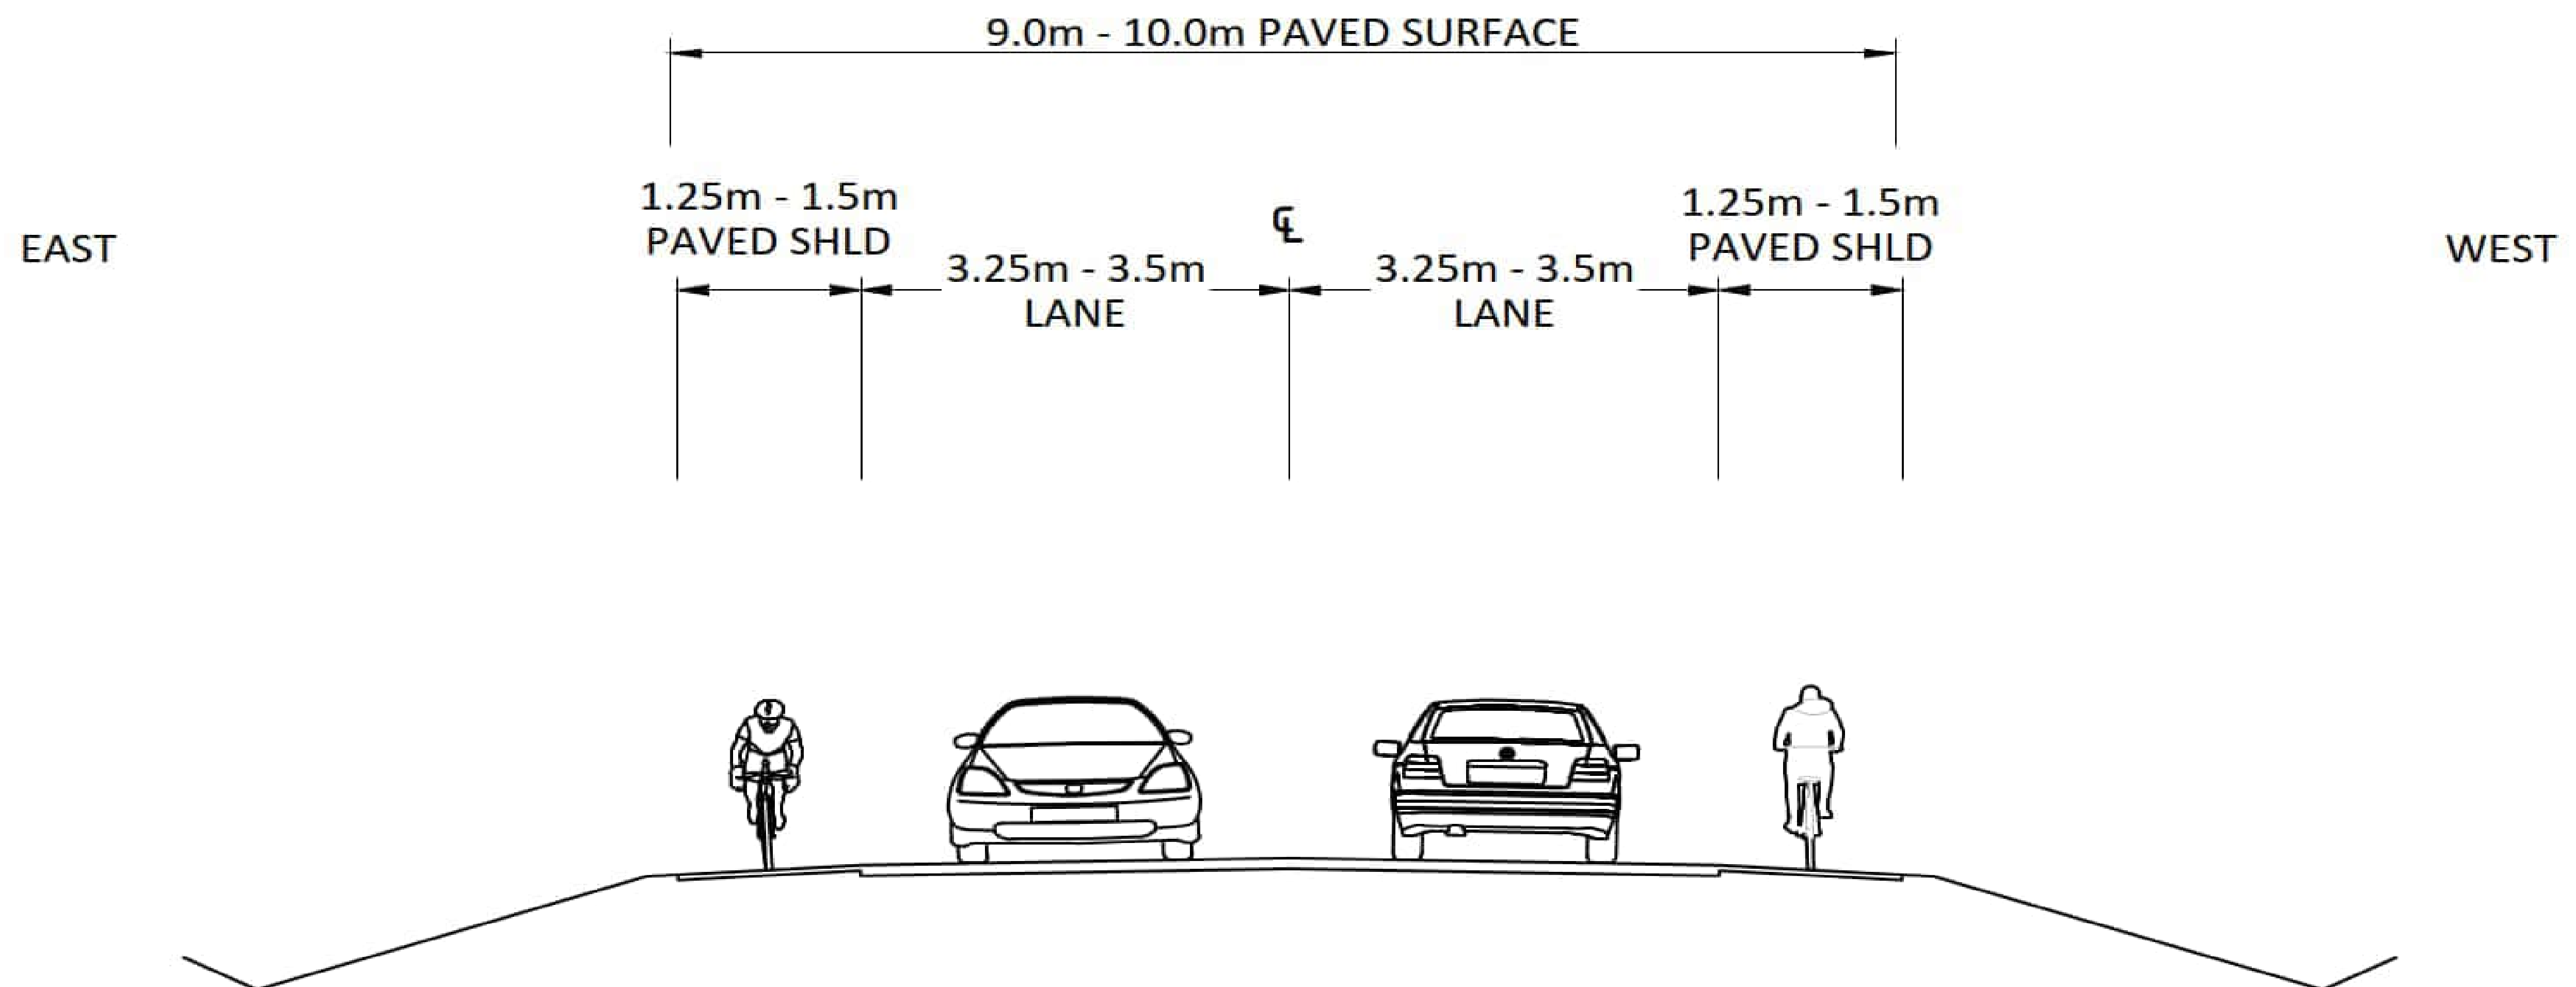 9.0m - 10.0m PAVED SURFACE
1.25m - 1.5m
PAVED SHLD
1.25m - 1.5m
PAVED SHLD
EAST
℄
WEST
3.25m - 3.5m
LANE
3.25m - 3.5m
LANE